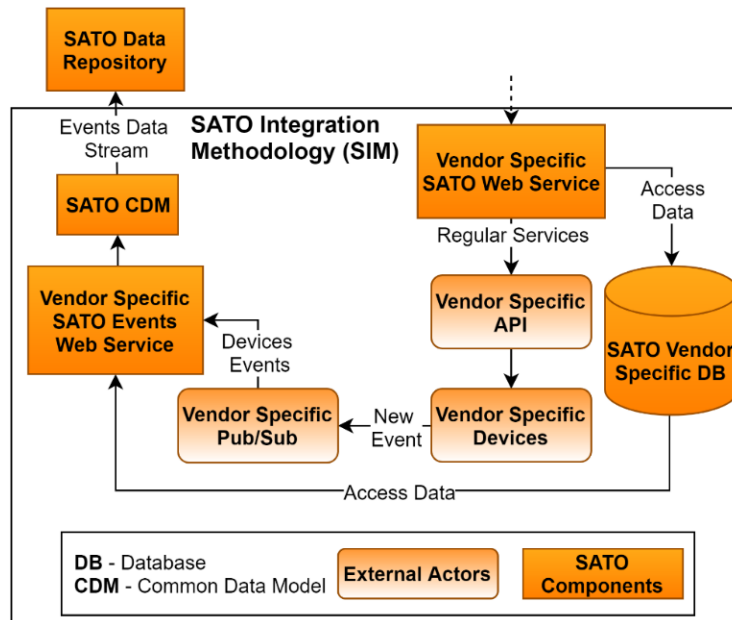 SATO Data
Repository
Events Data
Stream
SATO Integration
Methodology (SIM)
Vendor Specific
SATO Web Service
Access
Data
SATO CDM
Regular Services
Vendor Specific
SATO Events
Web Service
Vendor Specific
API
Devices
Events
SATO Vendor
Specific DB
Vendor Specific
Pub/Sub
New
Event
Vendor Specific
Devices
Access Data
DB - Database
CDM - Common Data Model
External Actors
SATO
Components